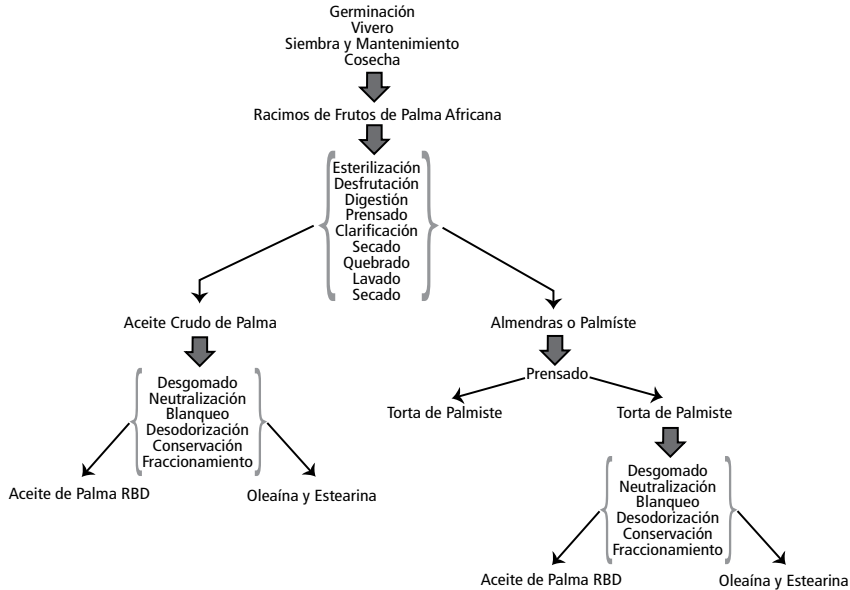 Germinación
Vivero
Siembra y Mantenimiento
Cosecha
Racimos de Frutos de Palma Africana
Esterilización
Desfrutación
Digestión
Prensado
Clarificación
Secado
Quebrado
Lavado
Secado
Aceite Crudo de Palma
Desgomado
Neutralización
Blanqueo
Desodorización
Conservación
Fraccionamiento
Aceite de Palma RBD
Oleaína y Estearina
Almendras o Palmíste
Prensado
Torta de Palmiste
Torta de Palmiste
Desgomado
Neutralización
Blanqueo
Desodorización
Conservación
Fraccionamiento
Aceite de Palma RBD
Oleaína y Estearina